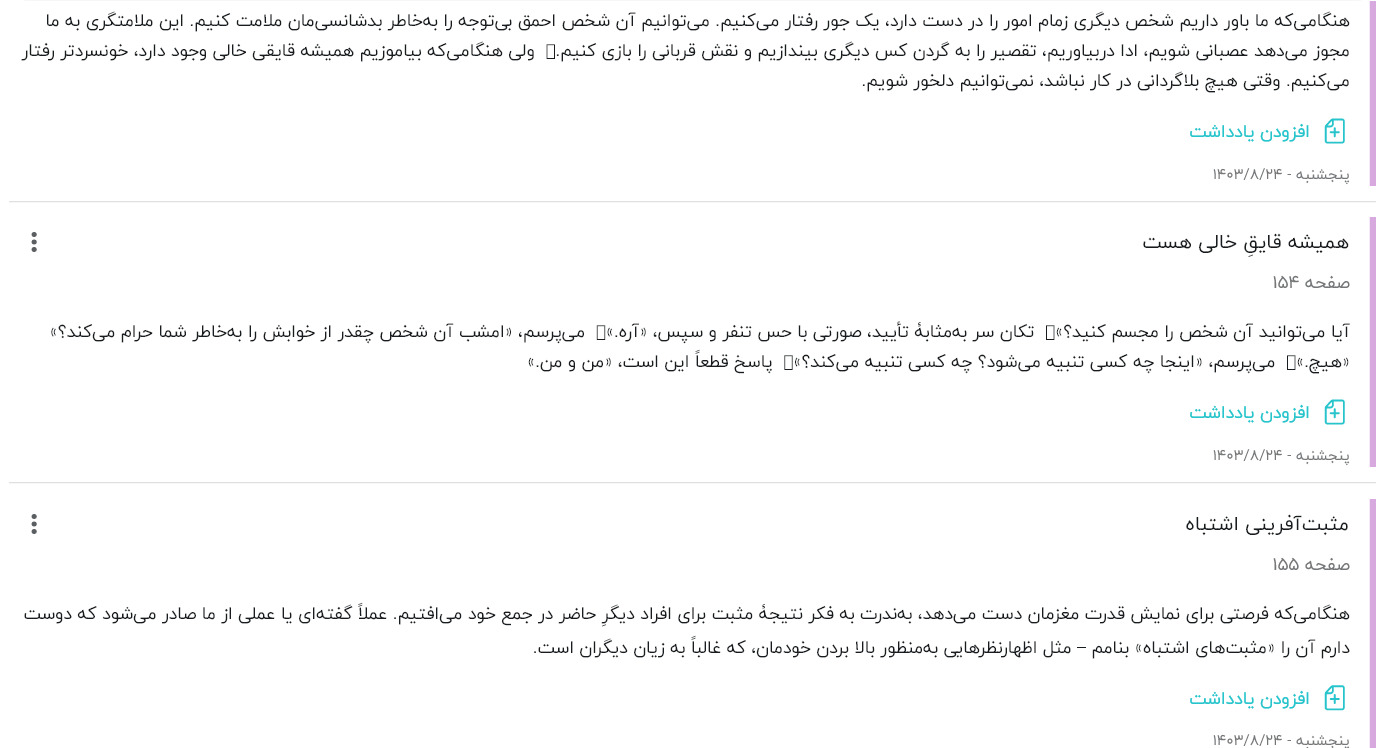 هنگامی‌که ما باور داریم شخص دیگری زمام امور را در دست دارد، یک جور رفتار می‌کنیم. می‌توانیم آن شخص احمق بی‌توجه را به‌خاطر بدشانسی‌مان ملامت کنیم. این ملامتگری به ما
مجوز می‌دهد عصبانی شویم، ادا دربیاوریم، تقصیر را به گردن کس دیگری بیندازیم و نقش قربانی را بازی کنیم. ولی هنگامی‌که بیاموزیم همیشه قایقی خالی وجود دارد، خونسردتر رفتار
می‌کنیم. وقتی هیچ بلاگردانی در کار نباشد، نمی‌توانیم دلخور شویم.
افزودن یادداشت
پنجشنبه - ۱۴۰۳/۸/۲۴
همیشه قایقِ خالی هست
صفحه ۱۵۴
آیا می‌توانید آن شخص را مجسم کنید؟» تکان سر به‌مثابهٔ تأیید، صورتی با حس تنفر و سپس، «آره.» می‌پرسم، «امشب آن شخص چقدر از خوابش را به‌خاطر شما حرام می‌کند؟»
«هیچ.» می‌پرسم، «اینجا چه کسی تنبیه می‌شود؟ چه کسی تنبیه می‌کند؟» پاسخ قطعاً این است، «من و من.»
افزودن یادداشت
پنجشنبه - ۱۴۰۳/۸/۲۴
مثبت‌آفرینی اشتباه
صفحه ۱۵۵
هنگامی‌که فرصتی برای نمایش قدرت مغزمان دست می‌دهد، به‌ندرت به فکر نتیجهٔ مثبت برای افراد دیگرِ حاضر در جمع خود می‌افتیم. عملاً گفته‌ای یا عملی از ما صادر می‌شود که دوست
دارم آن را «مثبت‌های اشتباه» بنامم – مثل اظهارنظرهایی به‌منظور بالا بردن خودمان، که غالباً به زیان دیگران است.
افزودن یادداشت
پنجشنبه - ۱۴۰۳/۸/۲۴